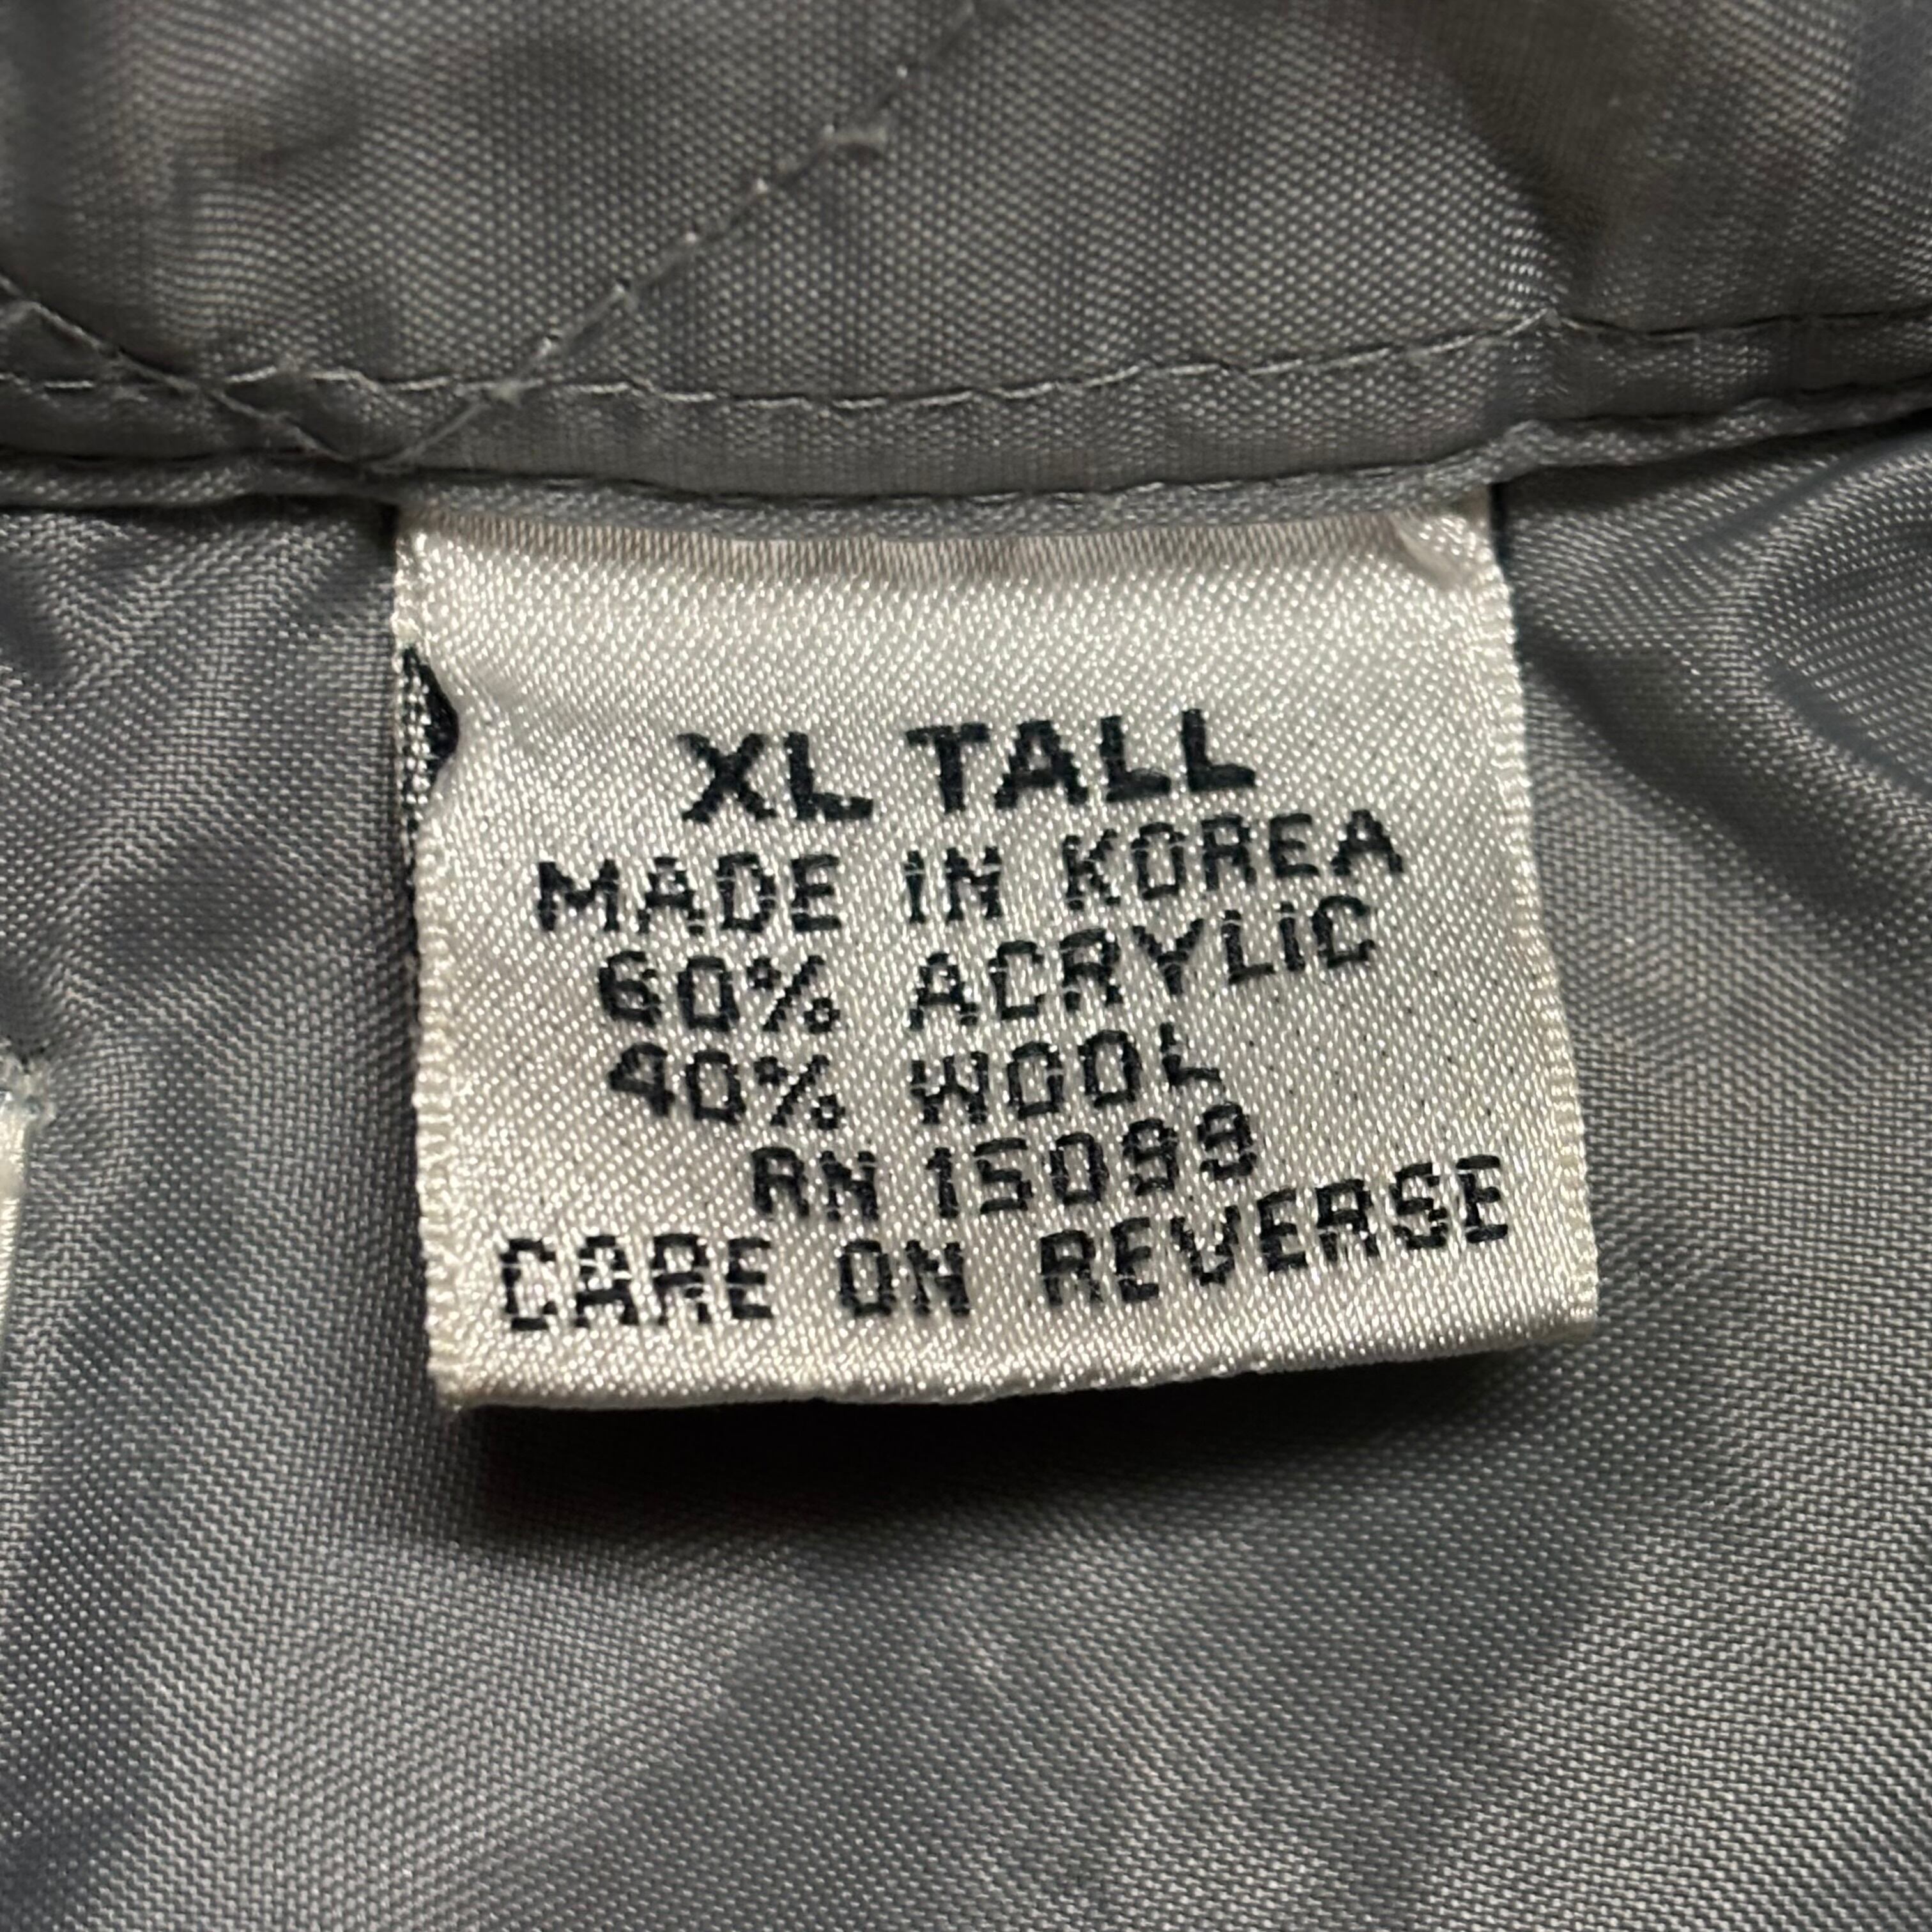 XL TALL
MADE IN KOREA
60% ACRYLIC
40% WOOL
RN 15099
CARE ON REVERSE